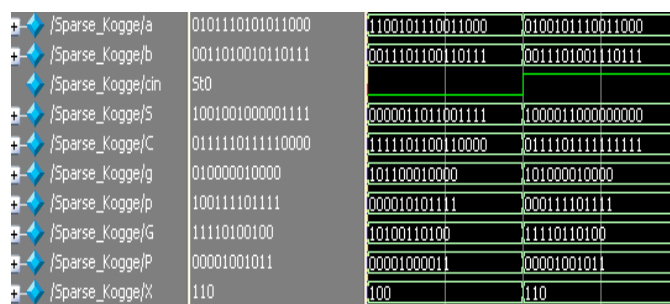 /Sparse_Kogge/a 0101110101011000 1100101110011000 0100101110011000
/Sparse_Kogge/b 0011010010110111 0011101100110111 0011101001110111
/Sparse_Kogge/cin St0
/Sparse_Kogge/S 1001001000001111 0000011011001111 1000011000000000
/Sparse_Kogge/C 0111110111110000 1111101100110000 0111101111111111
/Sparse_Kogge/g 010000010000 101100010000 101000010000
/Sparse_Kogge/p 100111101111 000010101111 000111101111
/Sparse_Kogge/G 11110100100 10100110100 11110110100
/Sparse_Kogge/P 00001001011 00001000011 00001001011
/Sparse_Kogge/X 110 100 110